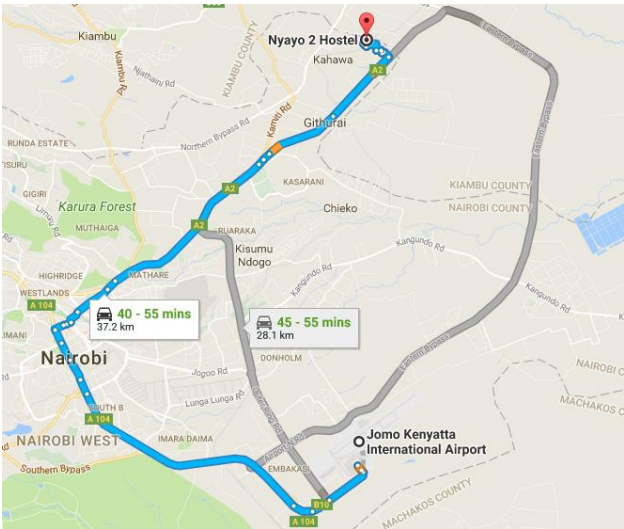 Kiambu
Nyayo 2 Hostel
Kahawa
KIAMBU COUNTY
Kiambu Rd
Njathaini Rd
A2
Eastern Bypass
Kamiti Rd
Githurai
Northern Bypass Rd
RUNDA ESTATE
KASARANI
KIAMBU COUNTY
NAIROBI COUNTY
A2
GIGIRI
Karura Forest
Chieko
Limuru Rd
MUTHAIGA
A2
RUARAKA
Kisumu
Ndogo
Kangundo Rd
Kangundo Rd
Kangundo Rd
HIGHRIDGE
MATHARE
WESTLANDS
A 104
40 - 55 mins
37.2 km
45 - 55 mins
28.1 km
Nairobi
Jogoo Rd
DONHOLM
Eastern Bypass
Lunga Lunga Rd
Outer Ring Rd
SOUTH B
A 104
MACHAKOS COUNTY
NAIROBI WEST
IMARA DAIMA
Airport N Rd
Jomo Kenyatta
International Airport
Southern Bypass
EMBAKASI
B10
A 104
MACHAKOS COUNTY